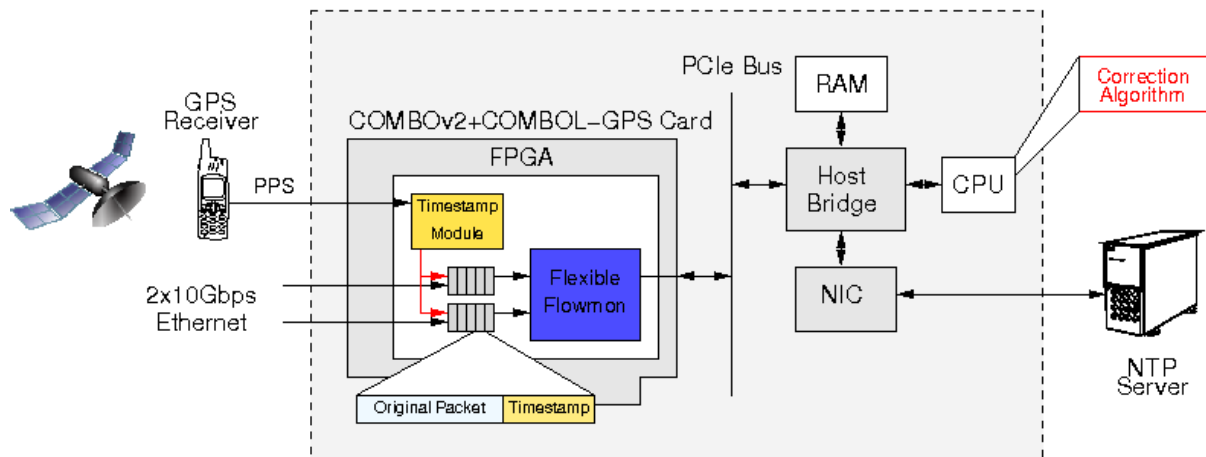 GPS
Receiver
PPS
2x10Gbps
Ethernet
COMBOv2+COMBOL-GPS Card
FPGA
Timestamp
Module
Flexible
Flowmon
Original Packet
Timestamp
PCIe Bus
RAM
Host
Bridge
CPU
NIC
Correction
Algorithm
NTP
Server